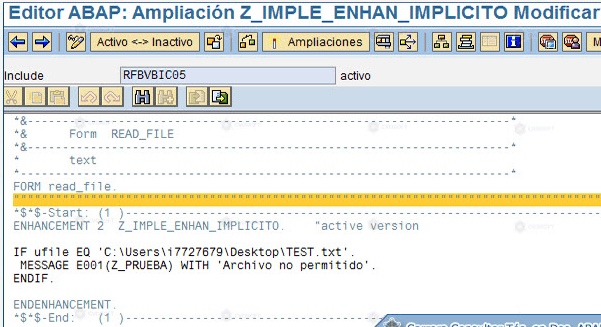 Editor ABAP: Ampliación Z_IMPLE_ENHAN_IMPLICITO Modificar
Activo <-> Inactivo
Ampliaciones
Include RFBVBIC05 activo
*&---------------------------------------------------------------------*
*& Form READ_FILE
*&---------------------------------------------------------------------*
* text
*----------------------------------------------------------------------*
FORM read_file.
*$*$-Start: (1 )---------------------------------------------------------
ENHANCEMENT 2 Z_IMPLE_ENHAN_IMPLICITO. "active version
IF ufile EQ 'C:\Users\i7727679\Desktop\TEST.txt'.
MESSAGE E001(Z_PRUEBA) WITH 'Archivo no permitido'.
ENDIF.
ENDENHANCEMENT.
*$*$-End: (1 )---------------------------------------------------------